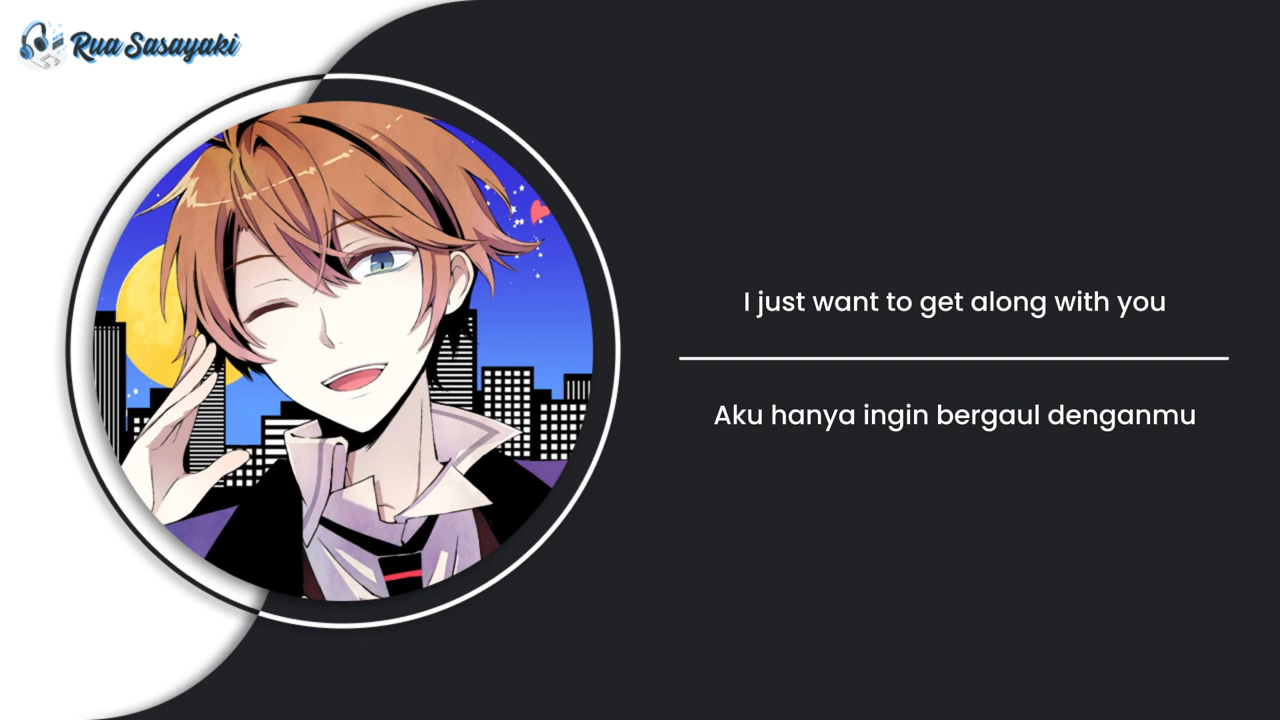 Rua Sasayaki
I just want to get along with you
Aku hanya ingin bergaul denganmu